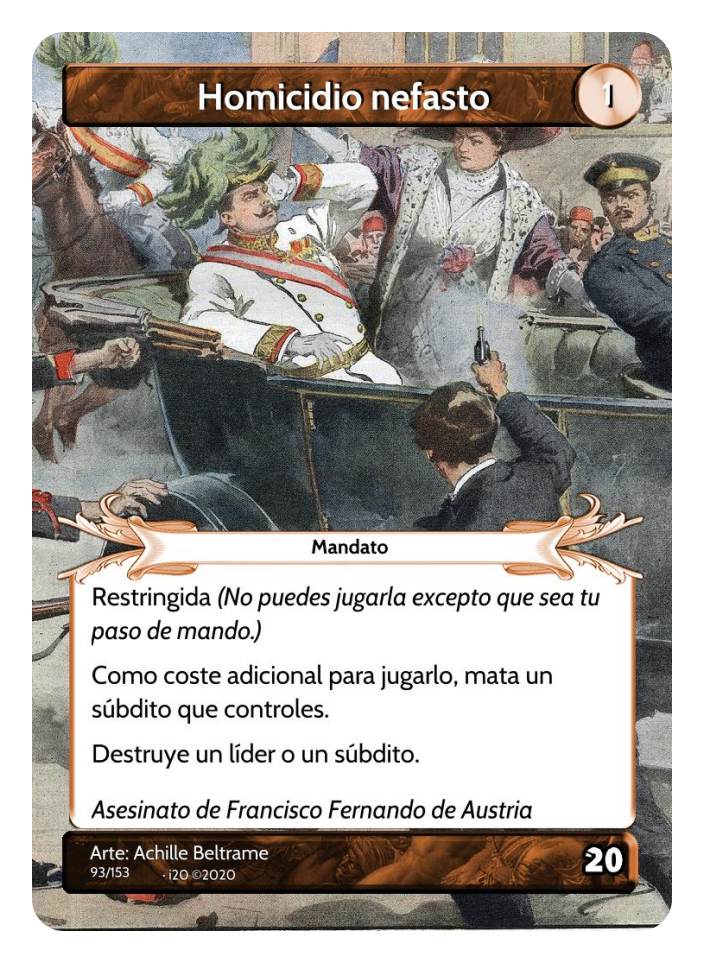 Homicidio nefasto
1
Mandato
Restringida (No puedes jugarla excepto que sea tu
paso de mando.)
Como coste adicional para jugarlo, mata un
súbdito que controles.
Destruye un líder o un súbdito.
Asesinato de Francisco Fernando de Austria
Arte: Achille Beltrame
93/153 · i20 ©2020
20